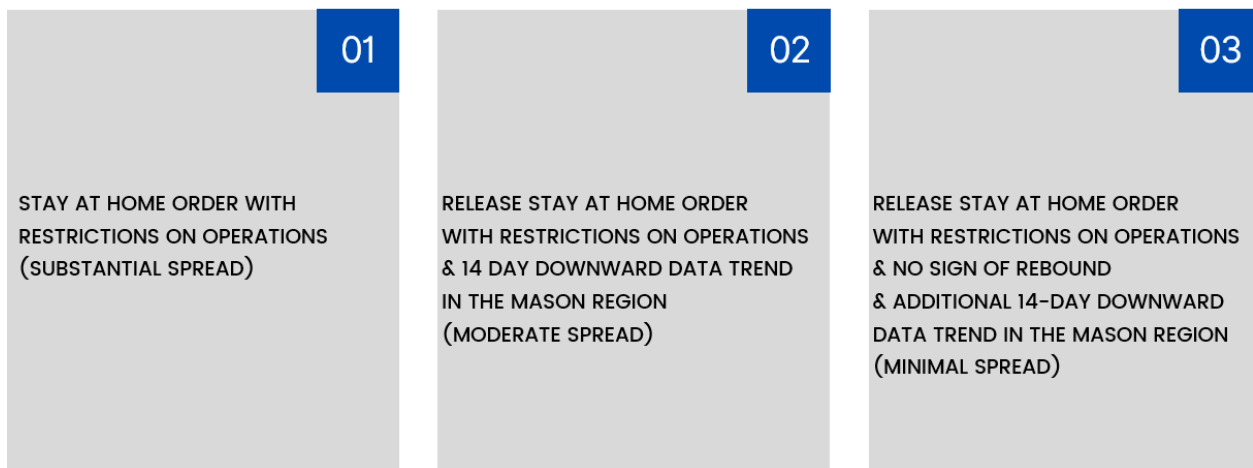 01
STAY AT HOME ORDER WITH
RESTRICTIONS ON OPERATIONS
(SUBSTANTIAL SPREAD)
02
RELEASE STAY AT HOME ORDER
WITH RESTRICTIONS ON OPERATIONS
& 14 DAY DOWNWARD DATA TREND
IN THE MASON REGION
(MODERATE SPREAD)
03
RELEASE STAY AT HOME ORDER
WITH RESTRICTIONS ON OPERATIONS
& NO SIGN OF REBOUND
& ADDITIONAL 14-DAY DOWNWARD
DATA TREND IN THE MASON REGION
(MINIMAL SPREAD)